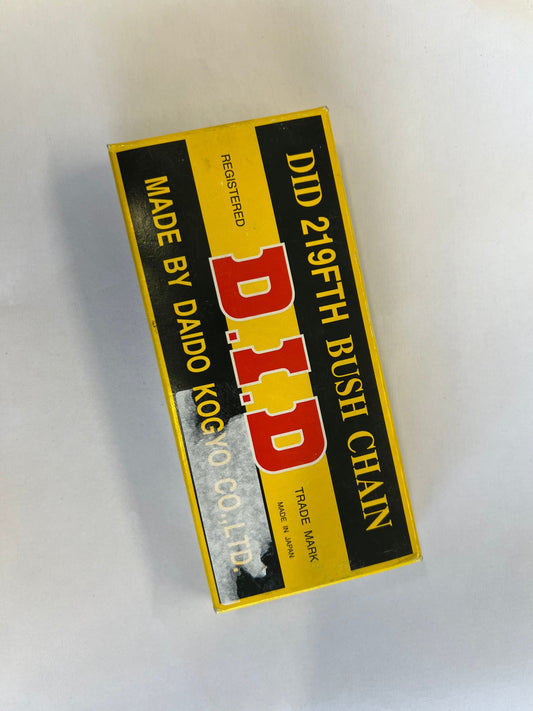 DID 219FTH BUSH CHAIN
REGISTERED
D.I.D
TRADE MARK
MADE IN JAPAN
MADE BY DAIDO KOGYO CO.,LTD.